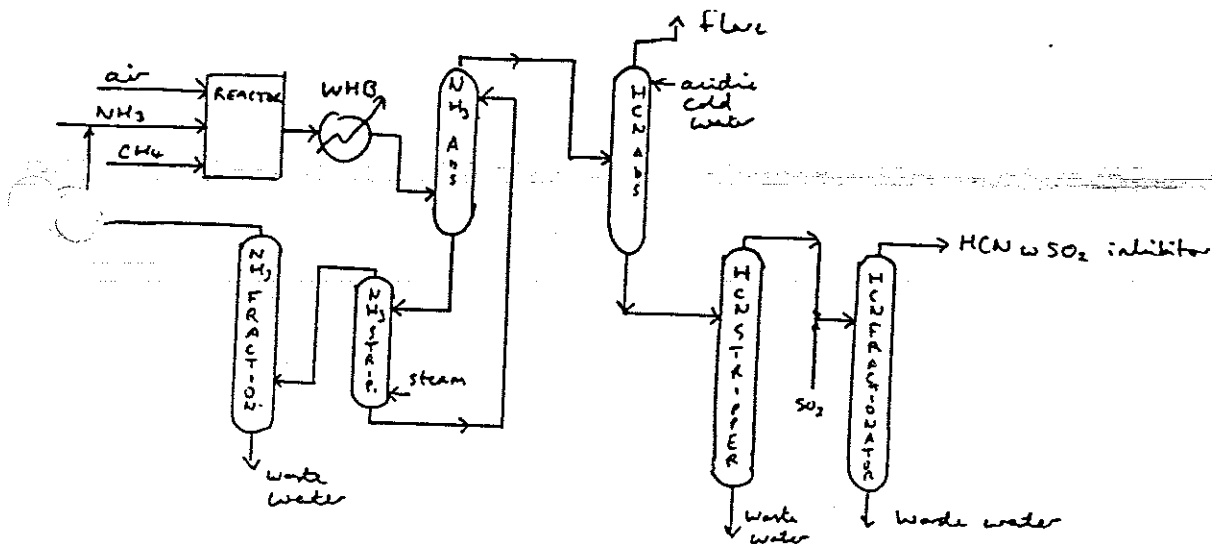 Flare
air
REACTOR
WHB
NH3
CH4
NH3 Abs
HCN Abs
acidic
cold
water
NH3 FRACTION.
NH3 STRIP.
steam
waste
water
HCN STRIPPER
SO2
HCN FRACSIONATOR
HCN w SO2 inhibitor
waste
water
Waste water